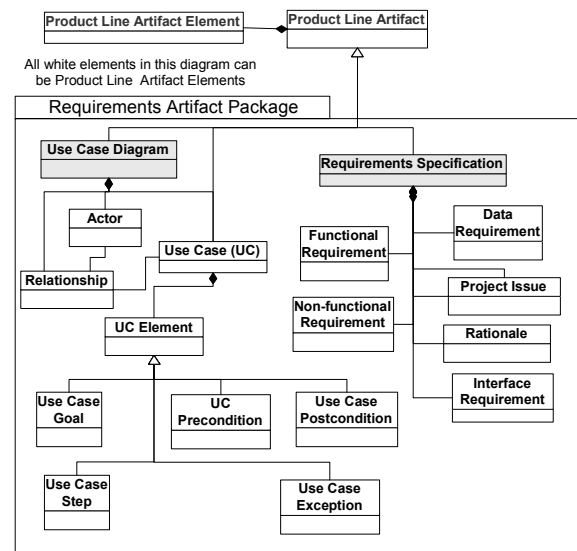 Product Line Artifact Element
Product Line Artifact
All white elements in this diagram can
be Product Line Artifact Elements
Requirements Artifact Package
Use Case Diagram
Requirements Specification
Actor
Use Case (UC)
Relationship
Functional
Requirement
Data
Requirement
Project Issue
Non-functional
Requirement
Rationale
UC Element
Interface
Requirement
Use Case
Goal
UC
Precondition
Use Case
Postcondition
Use Case
Step
Use Case
Exception